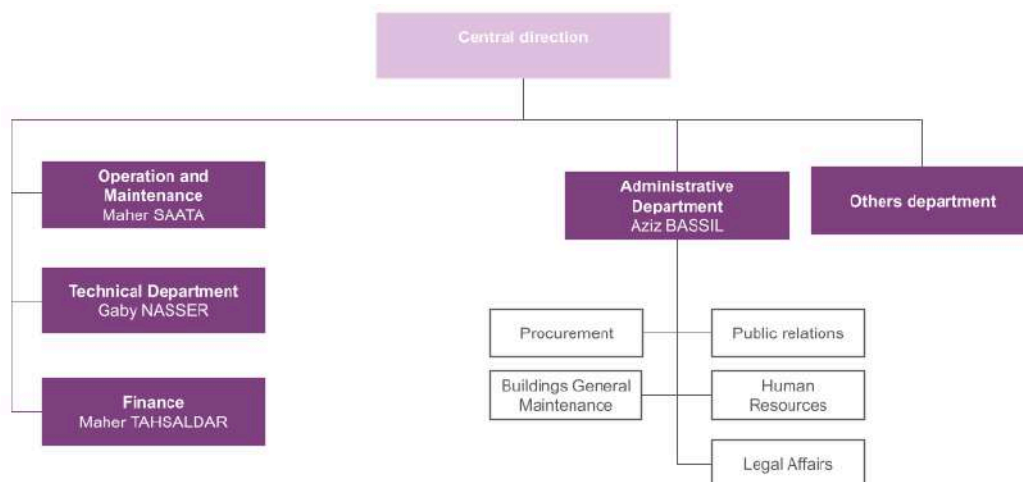 Central direction
Operation and
Maintenance
Maher SAATA
Administrative
Department
Aziz BASSIL
Others department
Technical Department
Gaby NASSER
Procurement
Public relations
Buildings General
Maintenance
Human
Resources
Finance
Maher TAHSALDAR
Legal Affairs